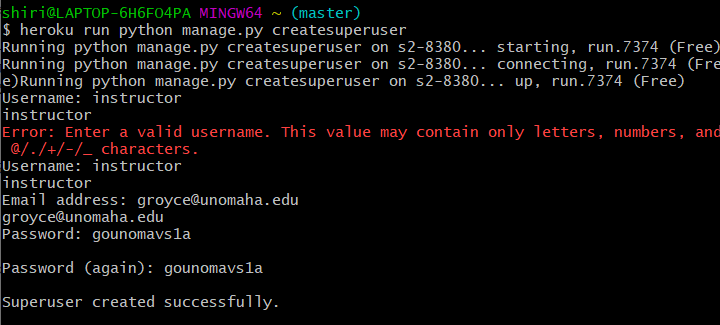 shiri@LAPTOP-6H6FO4PA MINGW64 ~ (master)
$ heroku run python manage.py createsuperuser
Running python manage.py createsuperuser on s2-8380... starting, run.7374 (Free)
Running python manage.py createsuperuser on s2-8380... connecting, run.7374 (Fre
e)Running python manage.py createsuperuser on s2-8380... up, run.7374 (Free)
Username: instructor
instructor
Error: Enter a valid username. This value may contain only letters, numbers, and
 @/./+/-/_ characters.
Username: instructor
instructor
Email address: groyce@unomaha.edu
groyce@unomaha.edu
Password: gounomavs1a
Password (again): gounomavs1a
Superuser created successfully.